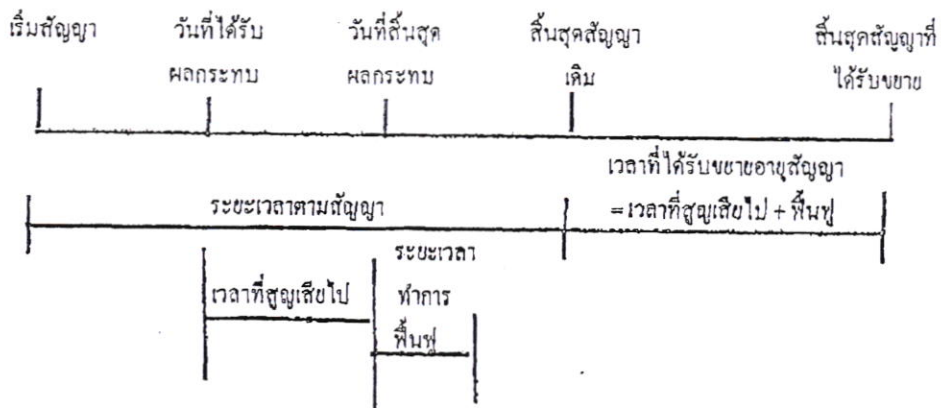 เริ่มสัญญา
วันที่ได้รับ
ผลกระทบ
วันที่สิ้นสุด
ผลกระทบ
สิ้นสุดสัญญา
เดิม
สิ้นสุดสัญญาที่
ได้รับขยาย
เวลาที่ได้รับขยายอายุสัญญา
=เวลาที่สูญเสียไป + ฟื้นฟู
ระยะเวลาตามสัญญา
เวลาที่สูญเสียไป
ระยะเวลา
ทำการ
ฟื้นฟู